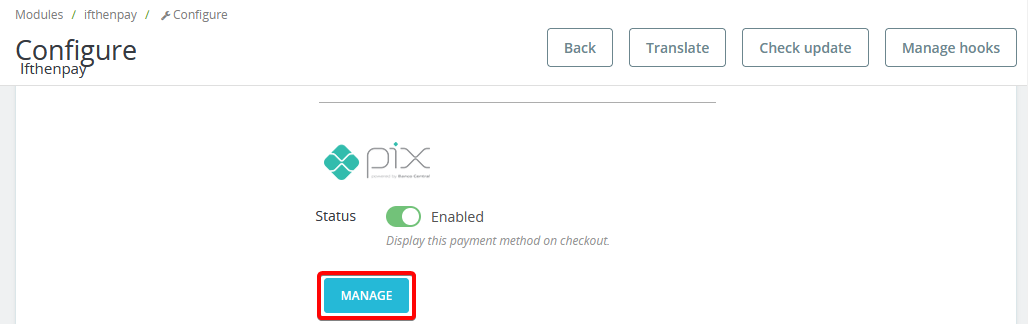 Modules / ifthenpay / Configure
Configure
Ifthenpay
Back
Translate
Check update
Manage hooks
pix
powered by Banco Central
Status
Enabled
Display this payment method on checkout.
MANAGE